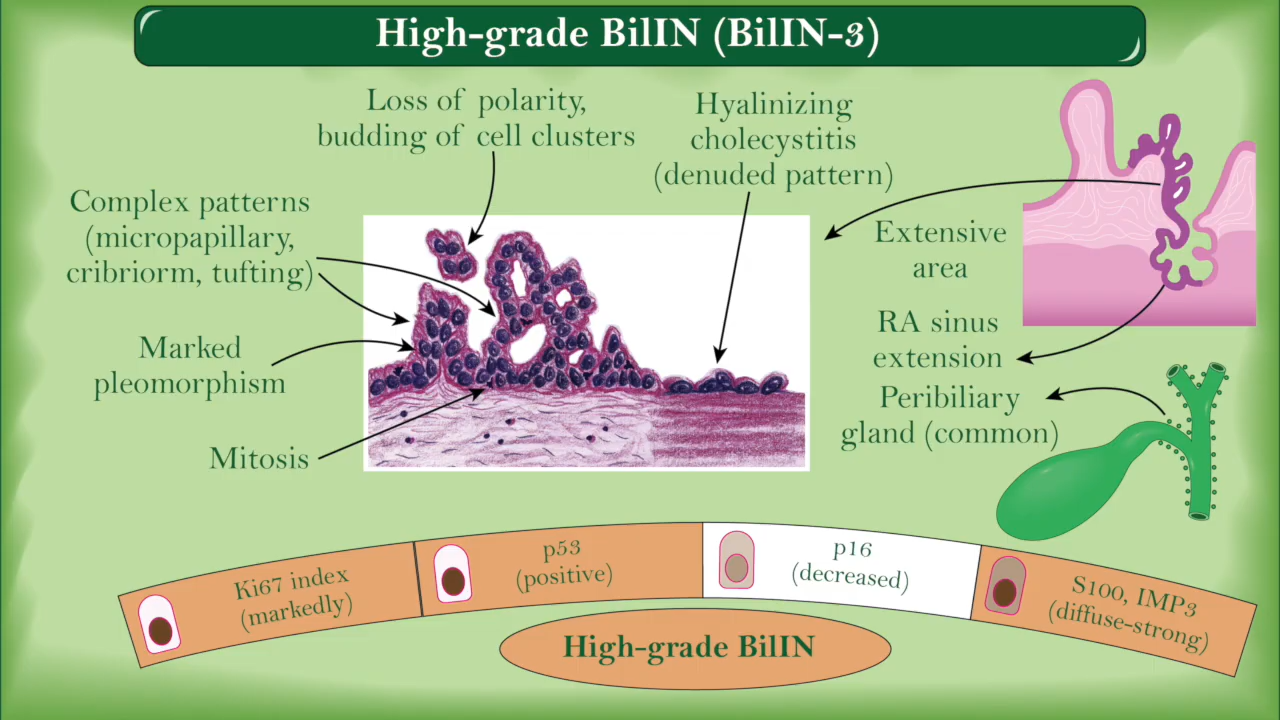 High-grade BilIN (BilIN-3)
Loss of polarity,
budding of cell clusters
Hyalinizing
cholecystitis
(denuded pattern)
Complex patterns
(micropapillary,
cribriorm, tufting)
Marked
pleomorphism
Mitosis
Extensive
area
RA sinus
extension
Peribiliary
gland (common)
Ki67 index
(markedly)
p53
(positive)
p16
(decreased)
S100, IMP3
(diffuse-strong)
High-grade BilIN